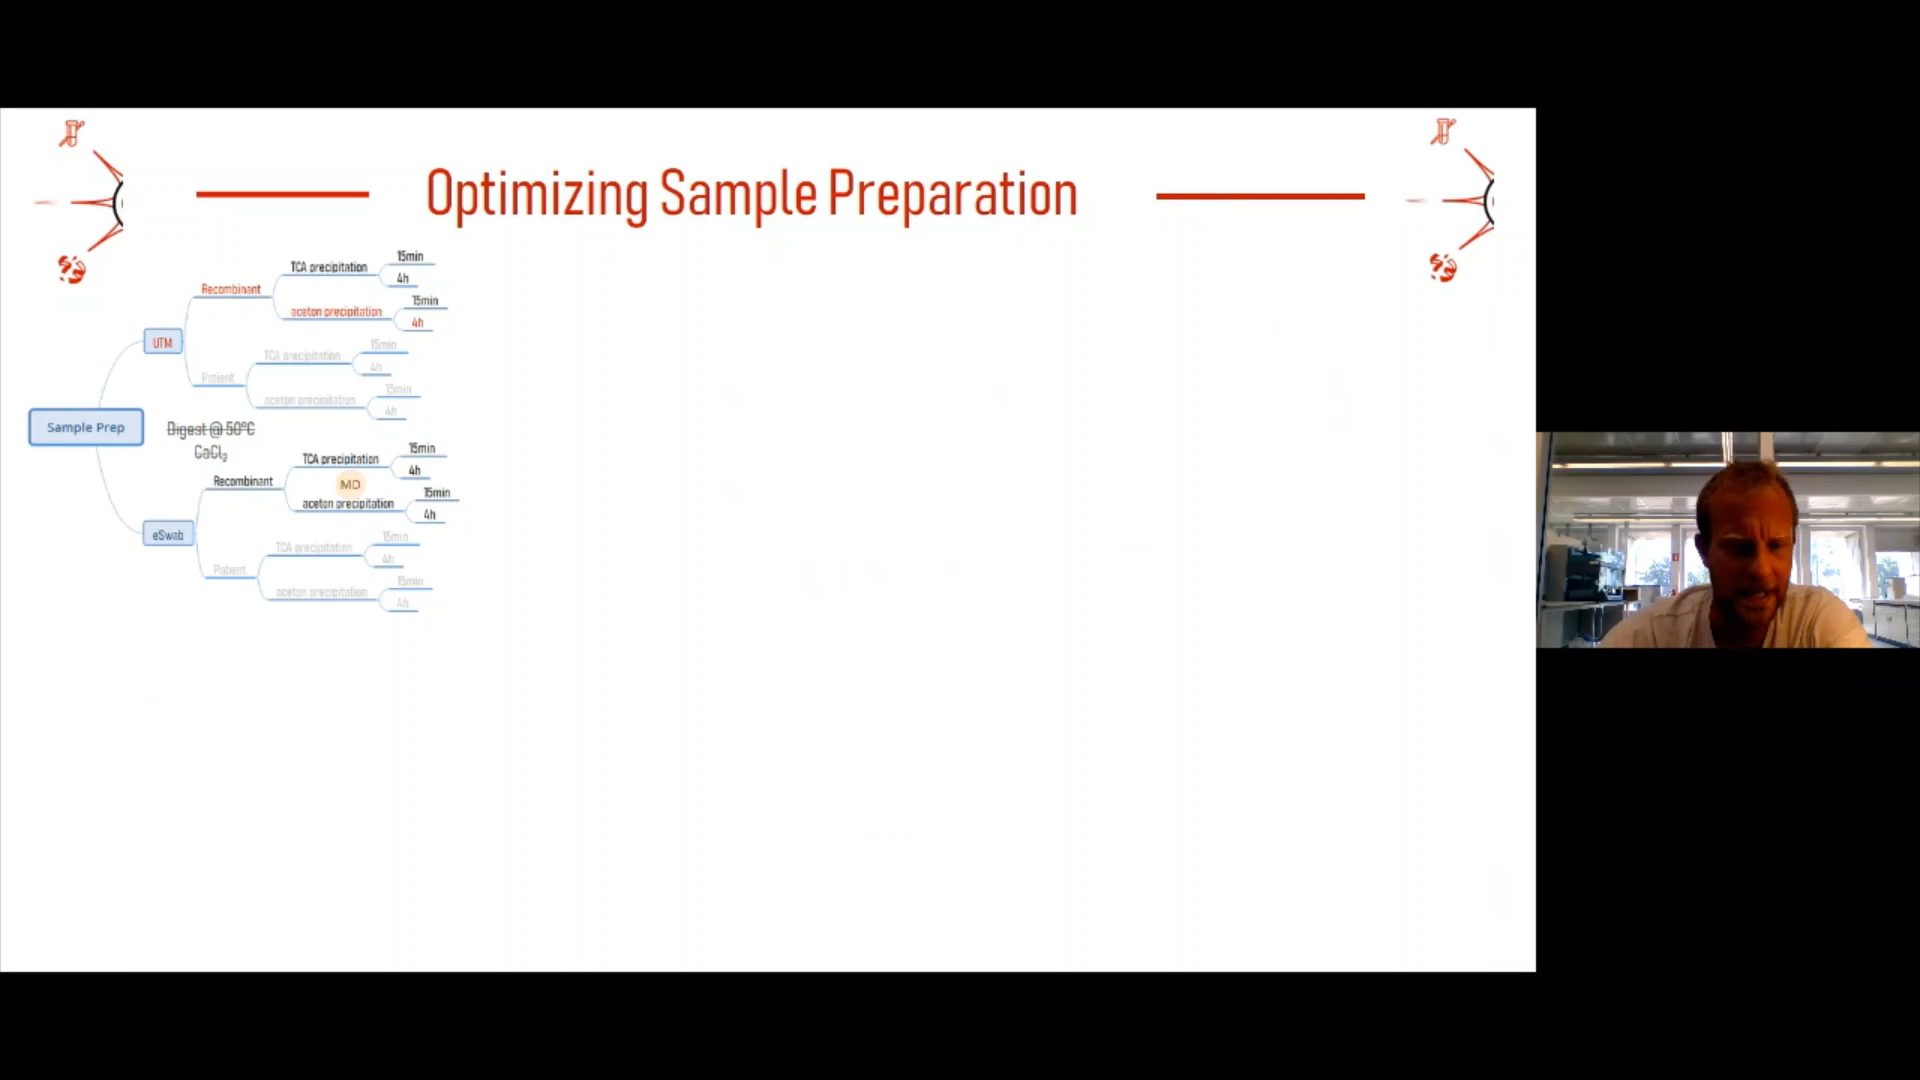 Optimizing Sample Preparation
15min
TCA precipitation
4h
Recombinant
15min
aceton precipitation
4h
UTM
15min
TCA precipitation
4h
Patient
15min
aceton precipitation
4h
Sample Prep
Digest @ 50°C
CaCl₂
15min
TCA precipitation
4h
Recombinant
MD
15min
aceton precipitation
4h
eSwab
15min
TCA precipitation
4h
Patient
15min
aceton precipitation
4h